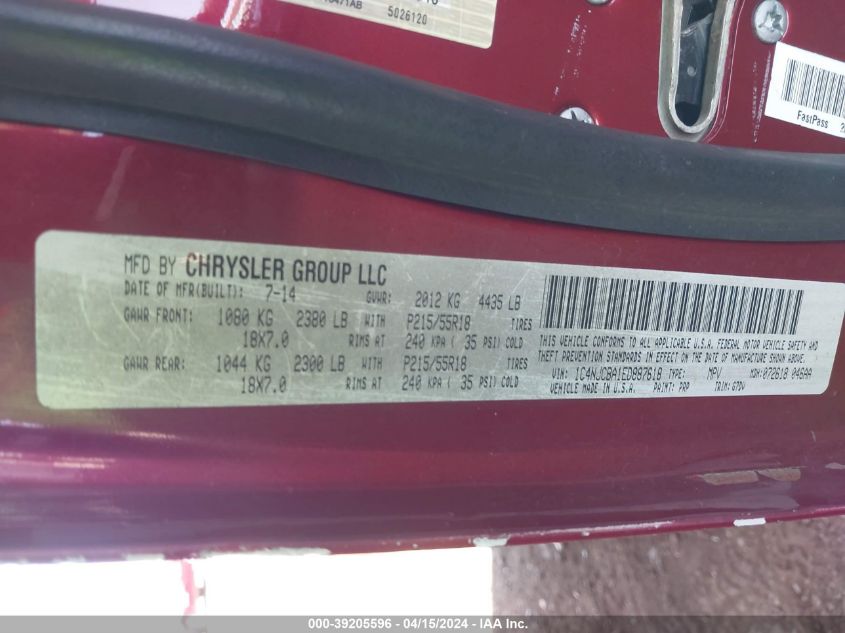 5026120
FastPass
MFD BY CHRYSLER GROUP LLC
DATE OF MFR(BUILT): 7-14 GVWR: 2012 KG 4435 LB
GAWR FRONT: 1080 KG 2380 LB WITH P215/55R18 TIRES
18X7.0 RIMS AT 240 KPA ( 35 PSI) COLD
GAWR REAR: 1044 KG 2300 LB WITH P215/55R18 TIRES
18X7.0 RIMS AT 240 KPA ( 35 PSI) COLD
THIS VEHICLE CONFORMS TO ALL APPLICABLE U.S.A. FEDERAL MOTOR VEHICLE SAFETY AND
THEFT PREVENTION STANDARDS IN EFFECT ON THE DATE OF MANUFACTURE SHOWN ABOVE.
VIN: 1C4NJCBA1ED887618 TYPE: MPV MDH: 072618 046AA
VEHICLE MADE IN U.S.A. PAINT: PRP TRIM: G7DV
000-39205596 - 04/15/2024 - IAA Inc.